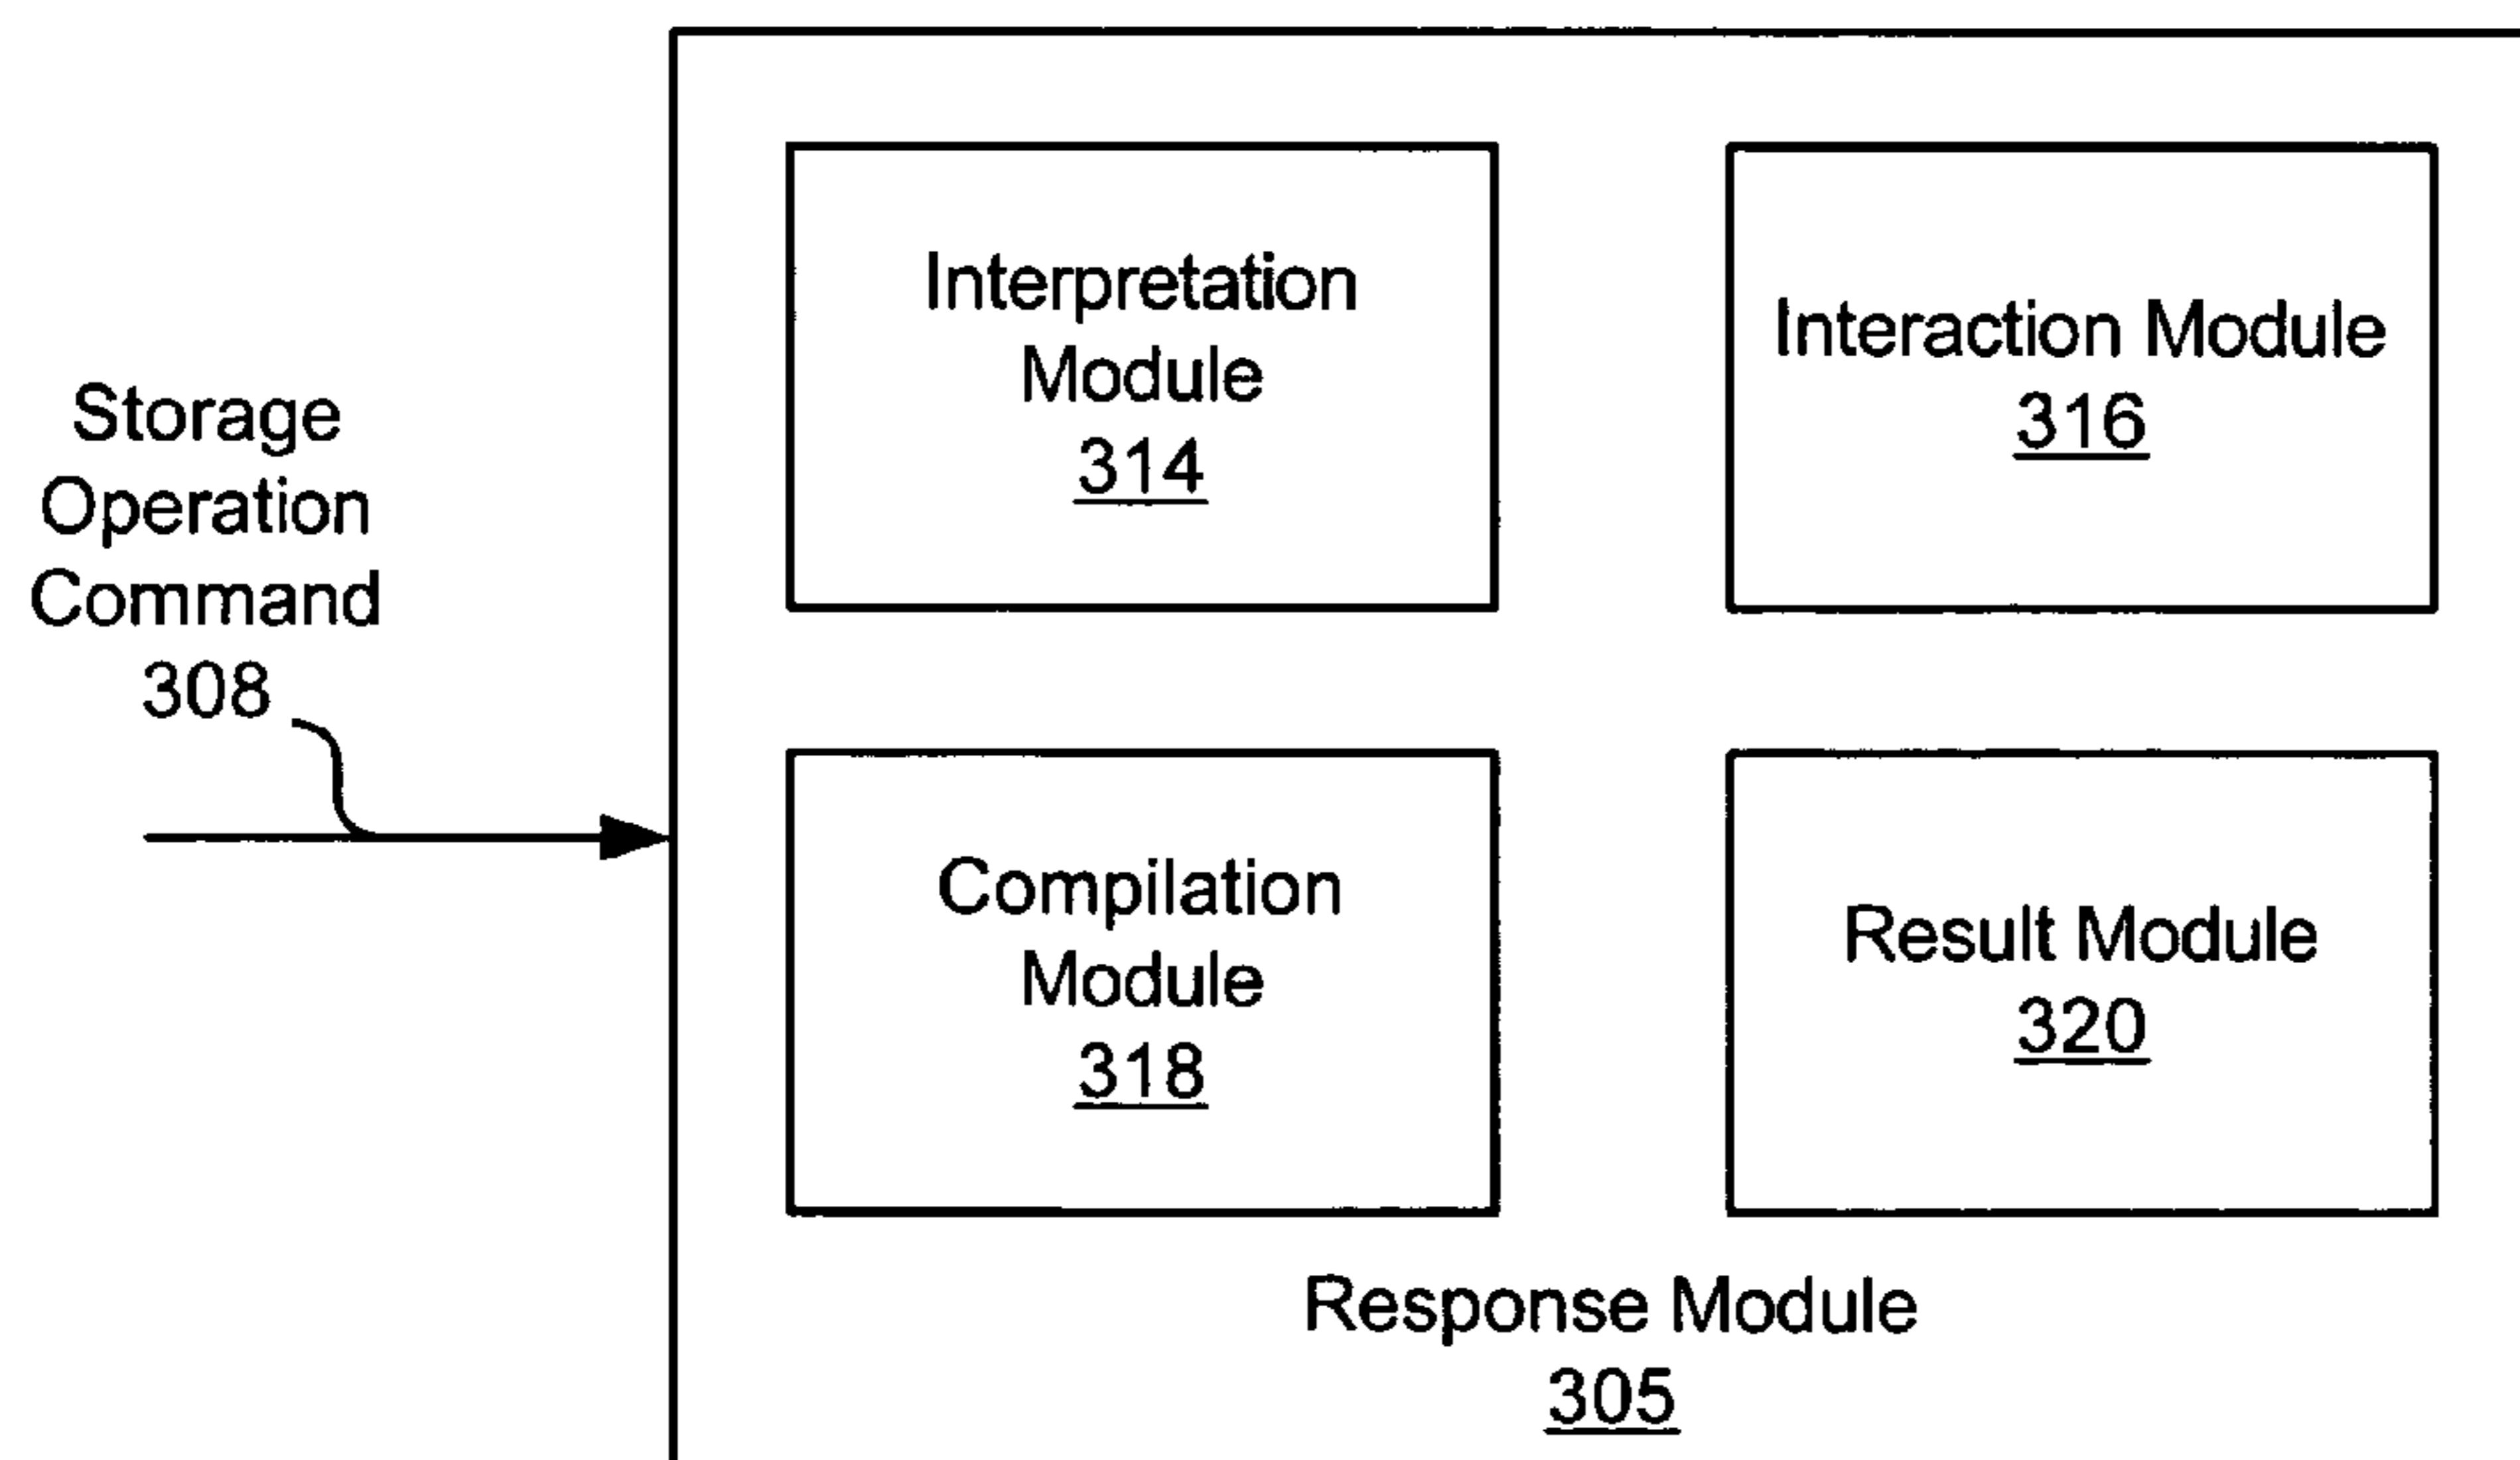 Storage
Operation
Command
308
Interpretation
Module
314
Interaction Module
316
Compilation
Module
318
Result Module
320
Response Module
305